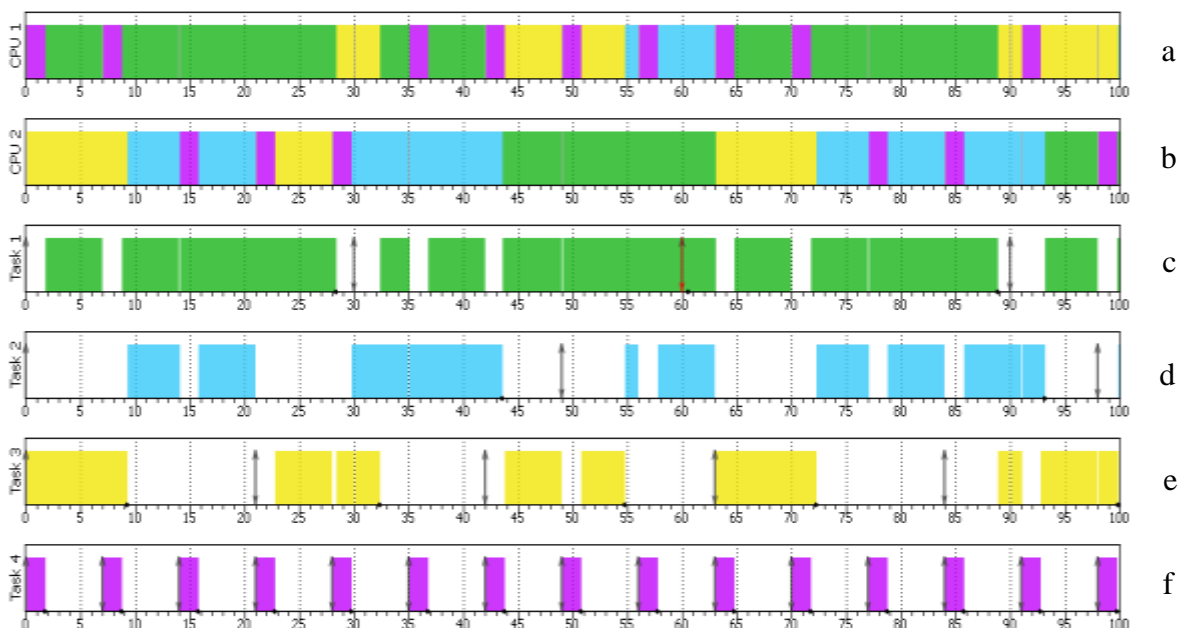 CPU 1
a
0 5 10 15 20 25 30 35 40 45 50 55 60 65 70 75 80 85 90 95 100
CPU 2
b
0 5 10 15 20 25 30 35 40 45 50 55 60 65 70 75 80 85 90 95 100
Task 1
c
0 5 10 15 20 25 30 35 40 45 50 55 60 65 70 75 80 85 90 95 100
Task 2
d
0 5 10 15 20 25 30 35 40 45 50 55 60 65 70 75 80 85 90 95 100
Task 3
e
0 5 10 15 20 25 30 35 40 45 50 55 60 65 70 75 80 85 90 95 100
Task 4
f
0 5 10 15 20 25 30 35 40 45 50 55 60 65 70 75 80 85 90 95 100